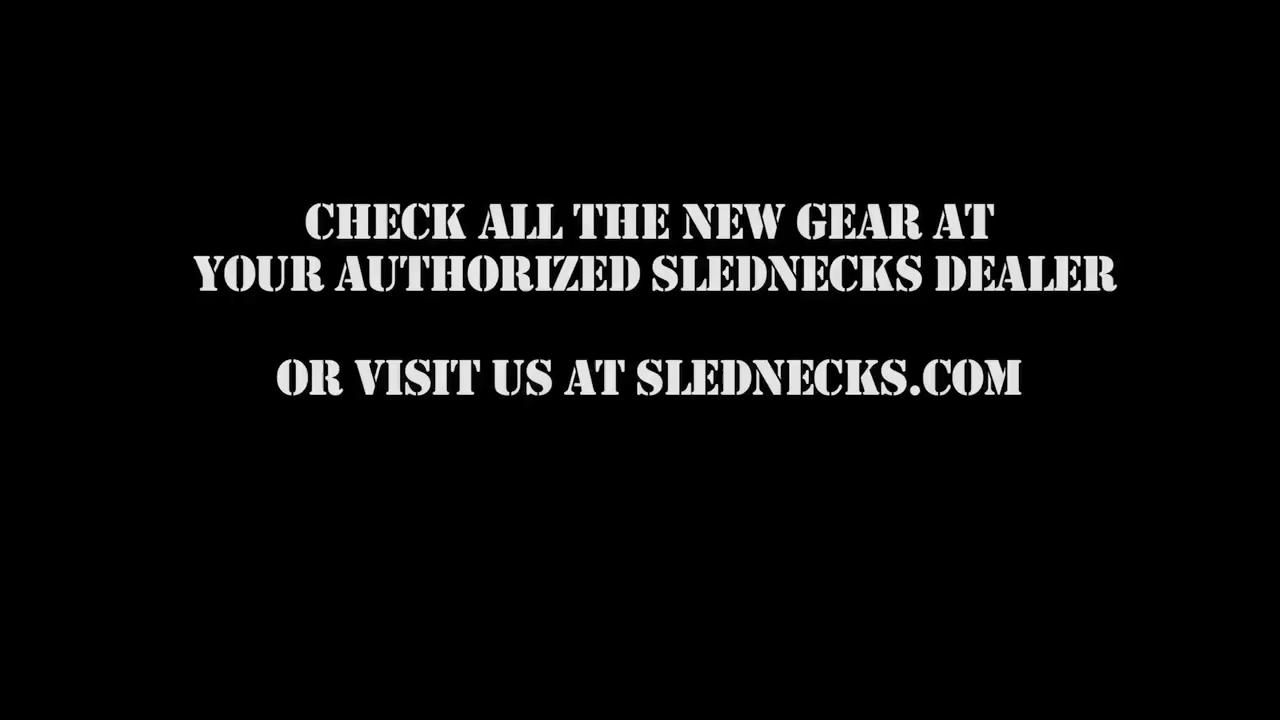 CHECK ALL THE NEW GEAR AT
YOUR AUTHORIZED SLEDNECKS DEALER
OR VISIT US AT SLEDNECKS.COM